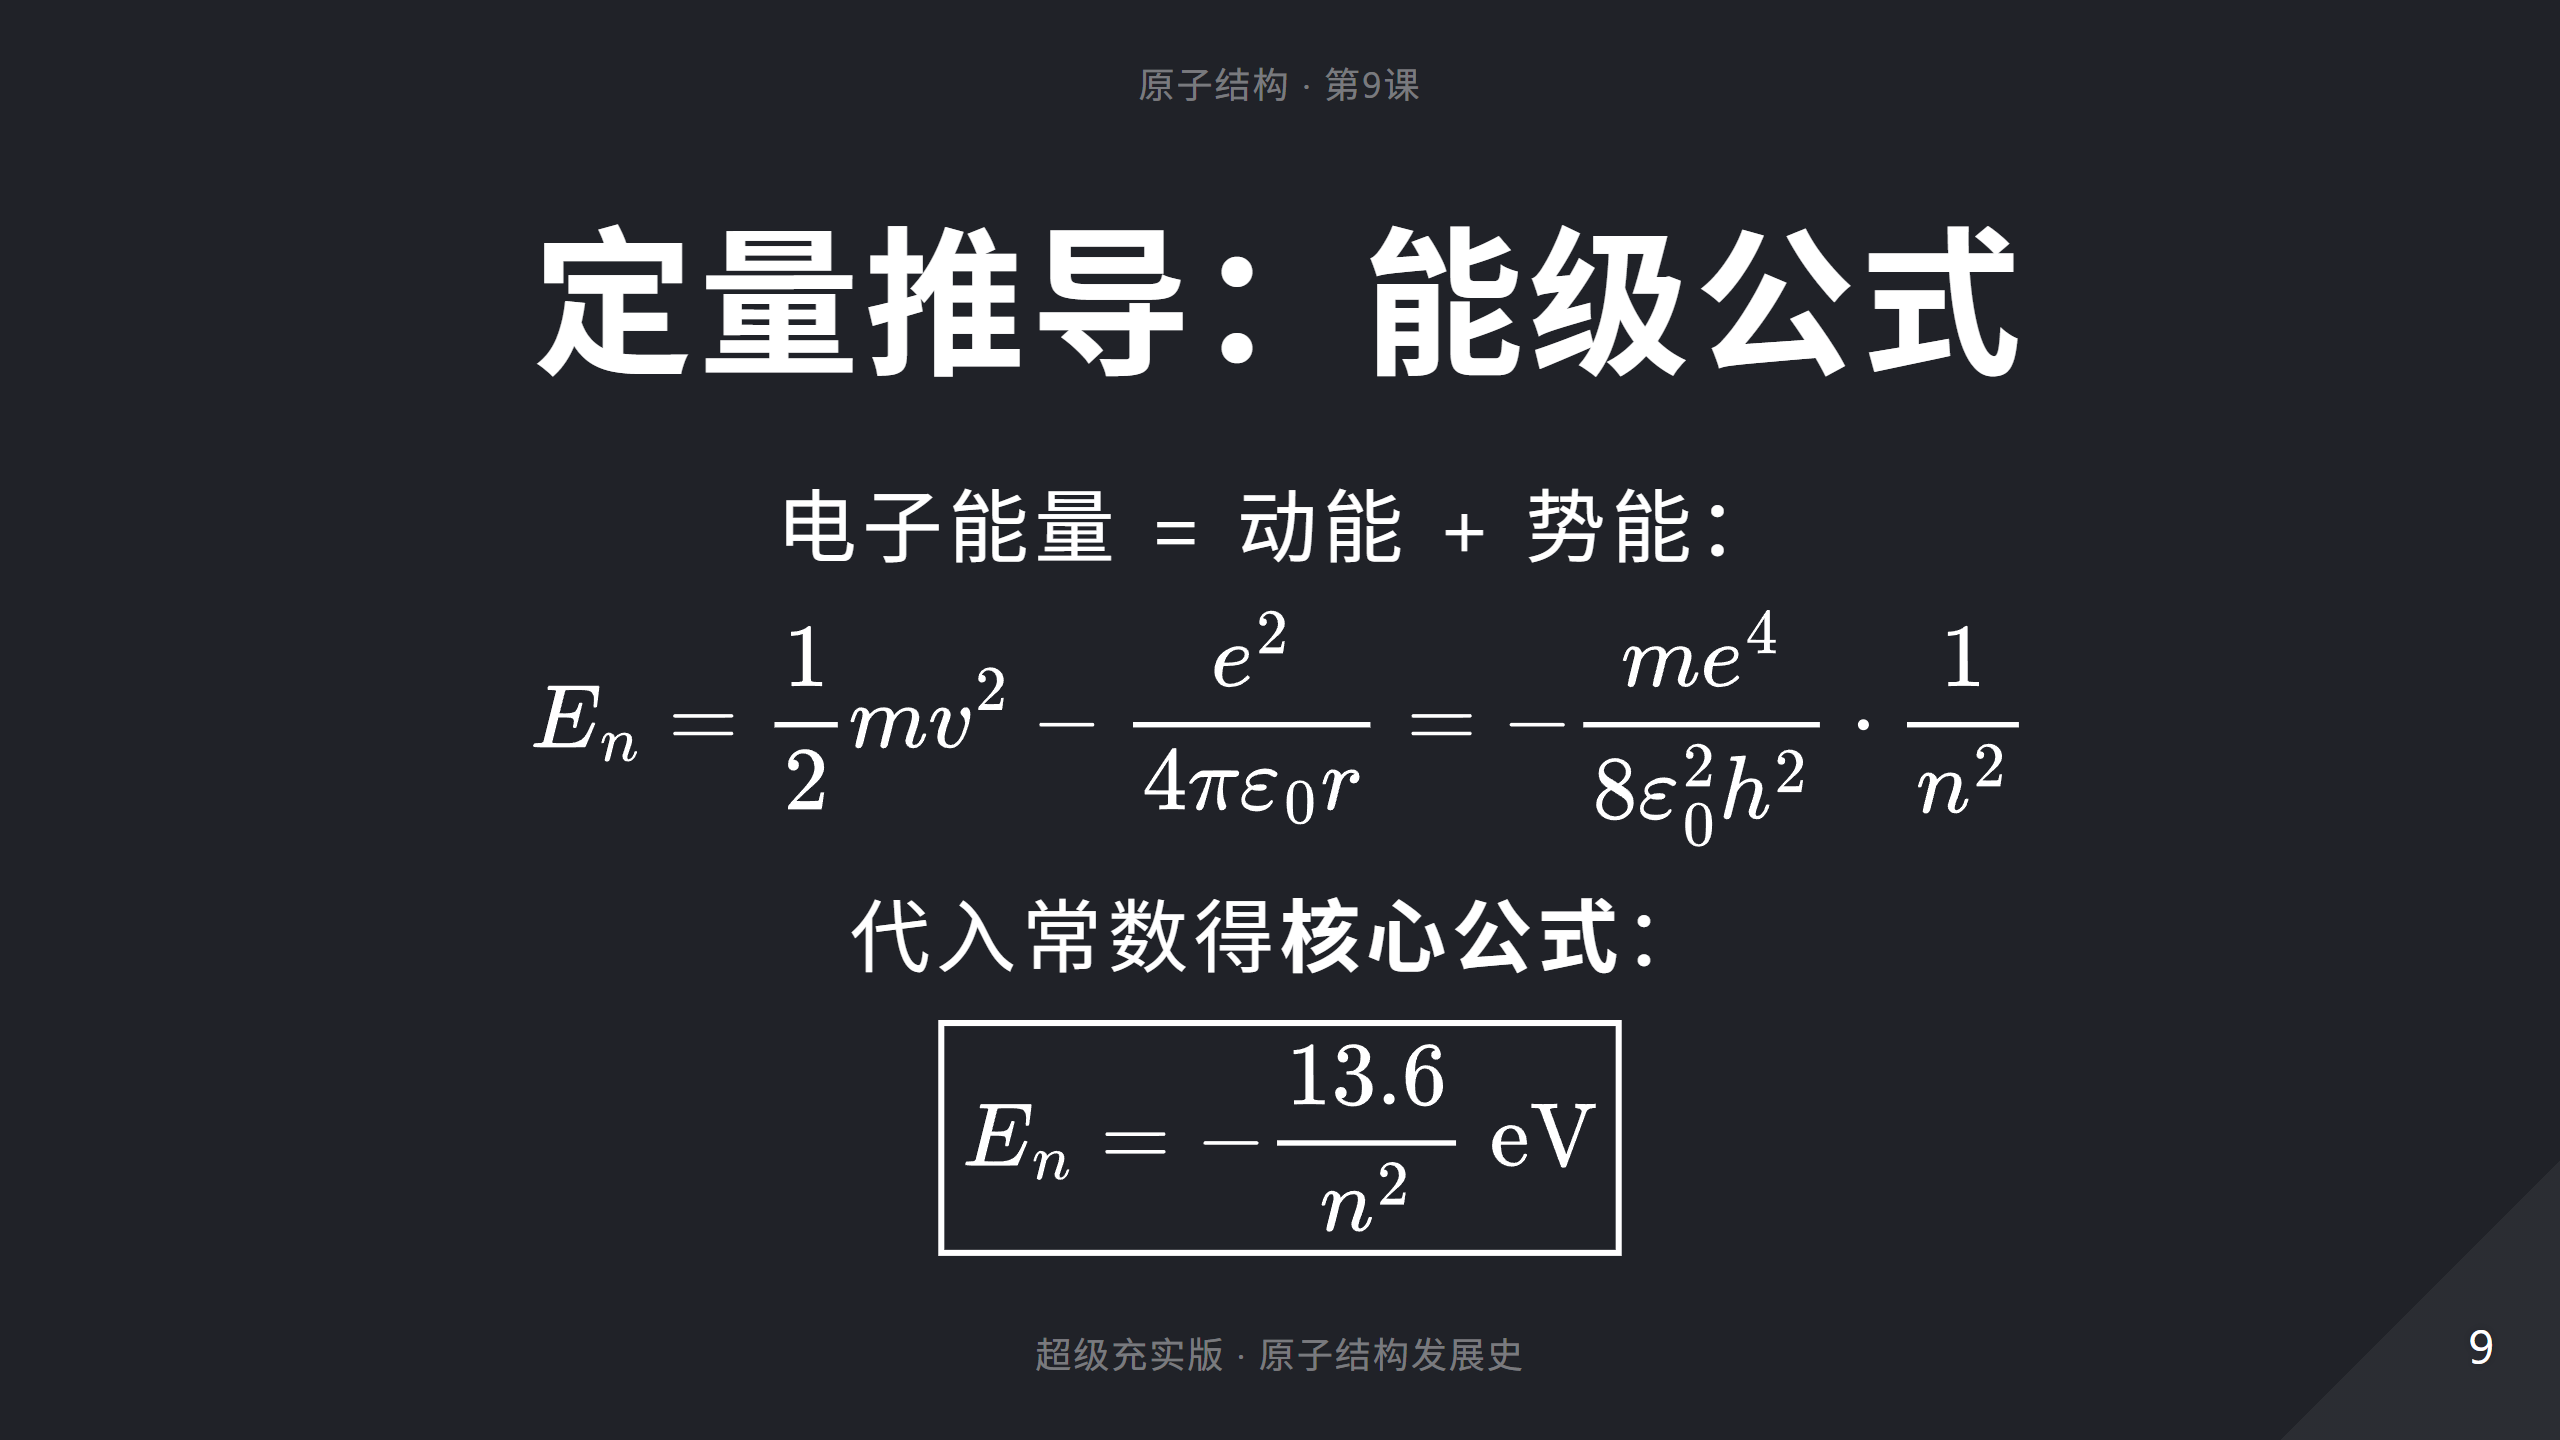 原子结构 · 第9课
定量推导：能级公式
电子能量 = 动能 + 势能：
$E_n = \frac{1}{2}mv^2 - \frac{e^2}{4\pi\varepsilon_0 r} = -\frac{me^4}{8\varepsilon_0^2h^2} \cdot \frac{1}{n^2}$
代入常数得核心公式：
$\boxed{E_n = -\frac{13.6}{n^2}\ \mathrm{eV}}$
超级充实版 · 原子结构发展史
9